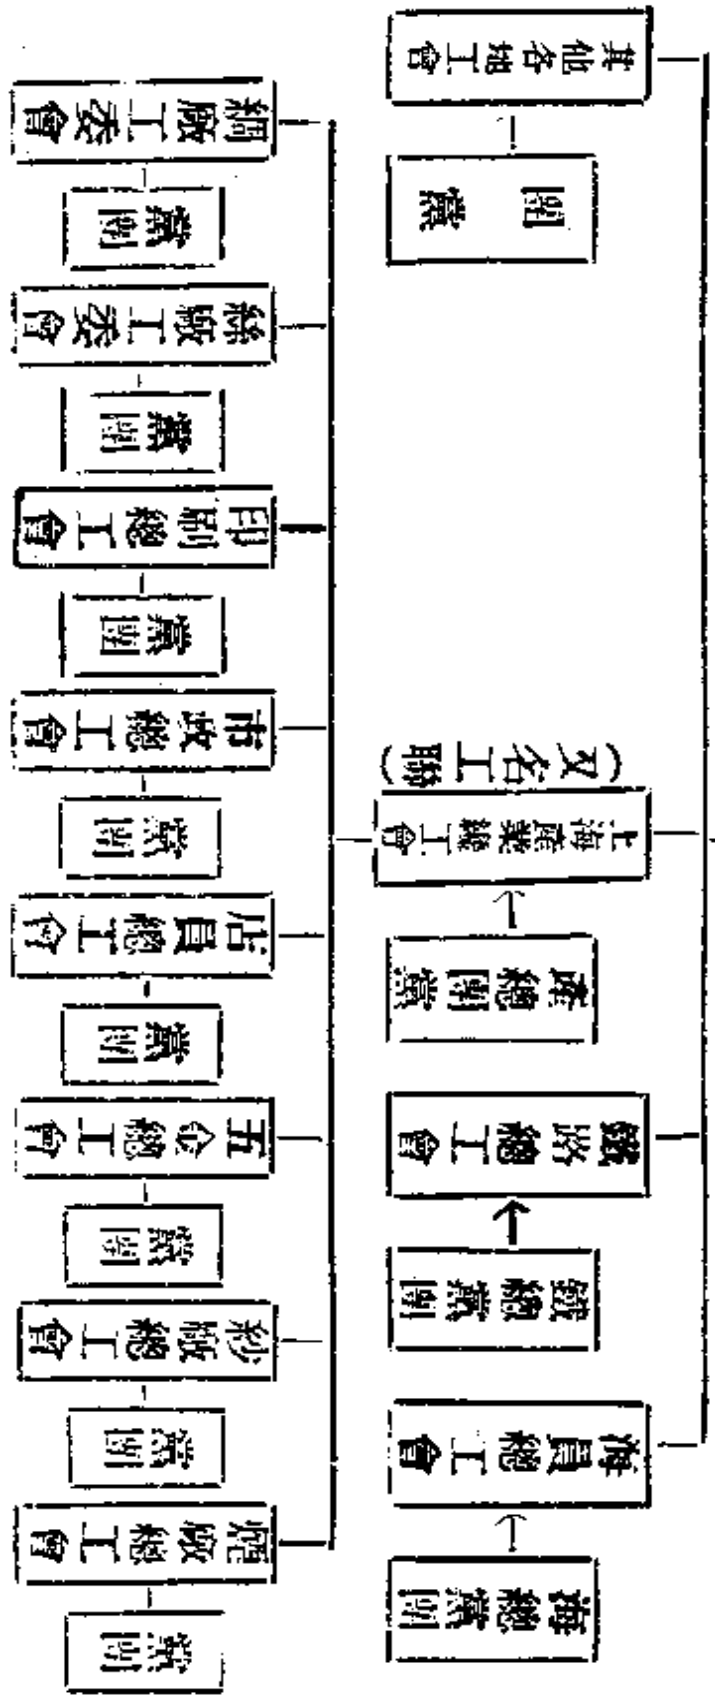 海員總工會
海總黨團
鐵路總工會
鐵總黨團
(双名工聯)
上海産業總工會
産總團黨
其他各地工會
團黨
煙廠總工會
黨團
紗廠總工會
黨團
五金總工會
黨團
店員總工會
黨團
市政總工會
黨團
印刷總工會
黨團
絲廠工委會
黨團
綢廠工委會
黨團